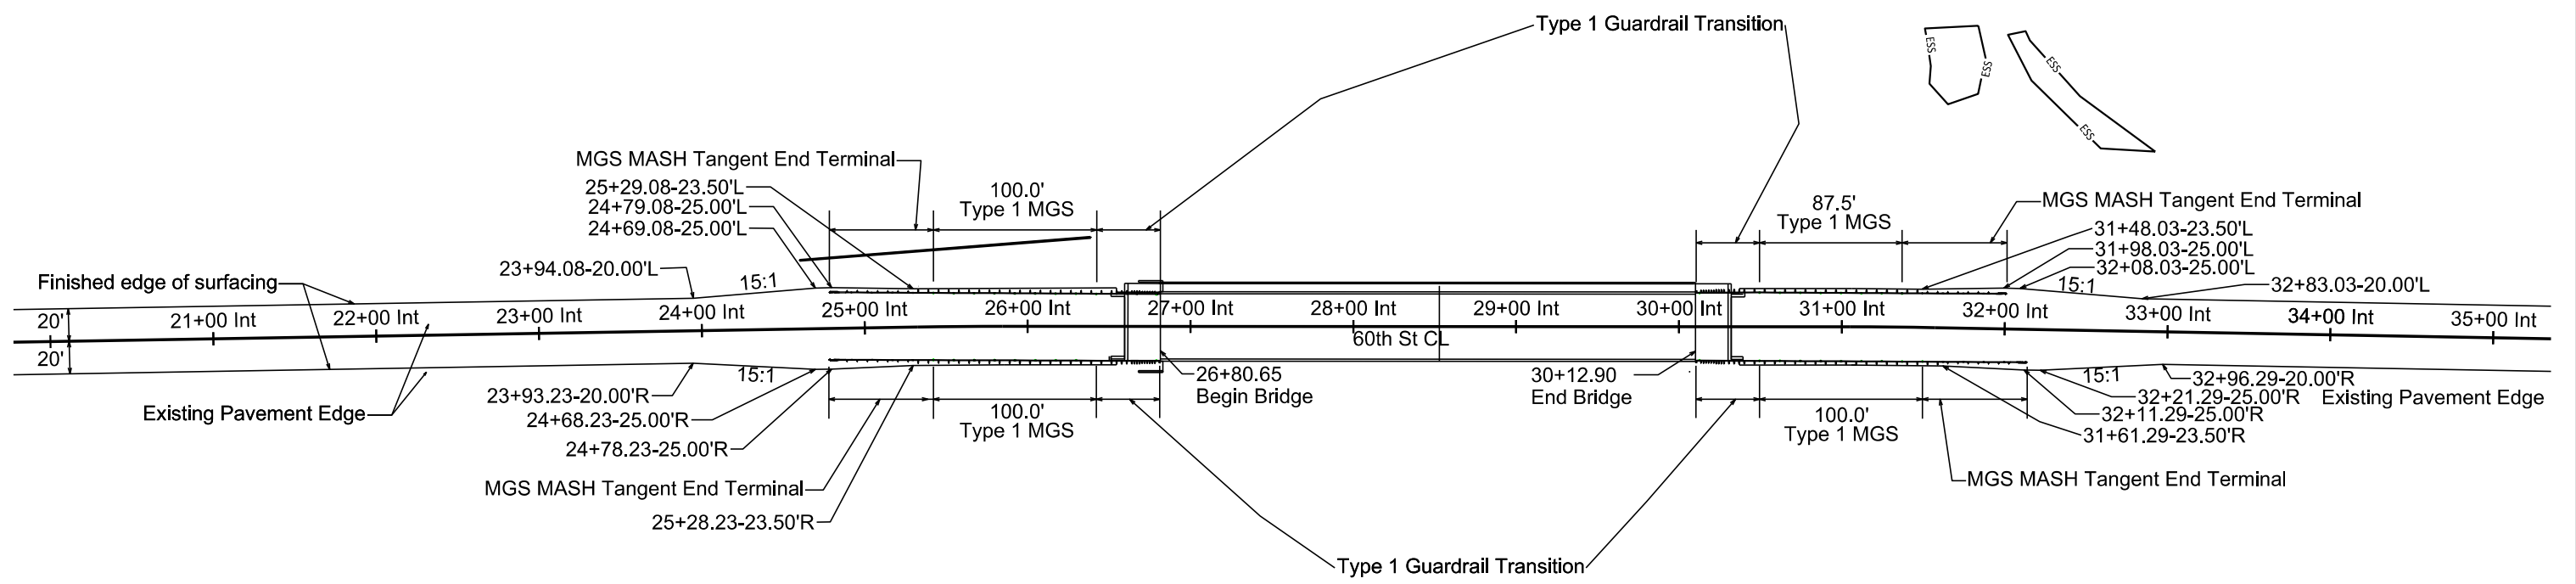 Type 1 Guardrail Transition
ESS
ESS
ESS
ESS
MGS MASH Tangent End Terminal
25+29.08-23.50'L
24+79.08-25.00'L
24+69.08-25.00'L
100.0'
Type 1 MGS
87.5'
Type 1 MGS
MGS MASH Tangent End Terminal
31+48.03-23.50'L
31+98.03-25.00'L
32+08.03-25.00'L
Finished edge of surfacing
23+94.08-20.00'L
15:1
15:1
32+83.03-20.00'L
20'
21+00 Int
22+00 Int
23+00 Int
24+00 Int
25+00 Int
26+00 Int
27+00 Int
28+00 Int
29+00 Int
30+00 Int
31+00 Int
32+00 Int
33+00 Int
34+00 Int
35+00 Int
60th St CL
20'
15:1
23+93.23-20.00'R
24+68.23-25.00'R
24+78.23-25.00'R
Existing Pavement Edge
100.0'
Type 1 MGS
26+80.65
Begin Bridge
30+12.90
End Bridge
100.0'
Type 1 MGS
15:1
32+96.29-20.00'R
32+21.29-25.00'R
32+11.29-25.00'R
31+61.29-23.50'R
Existing Pavement Edge
MGS MASH Tangent End Terminal
25+28.23-23.50'R
MGS MASH Tangent End Terminal
Type 1 Guardrail Transition